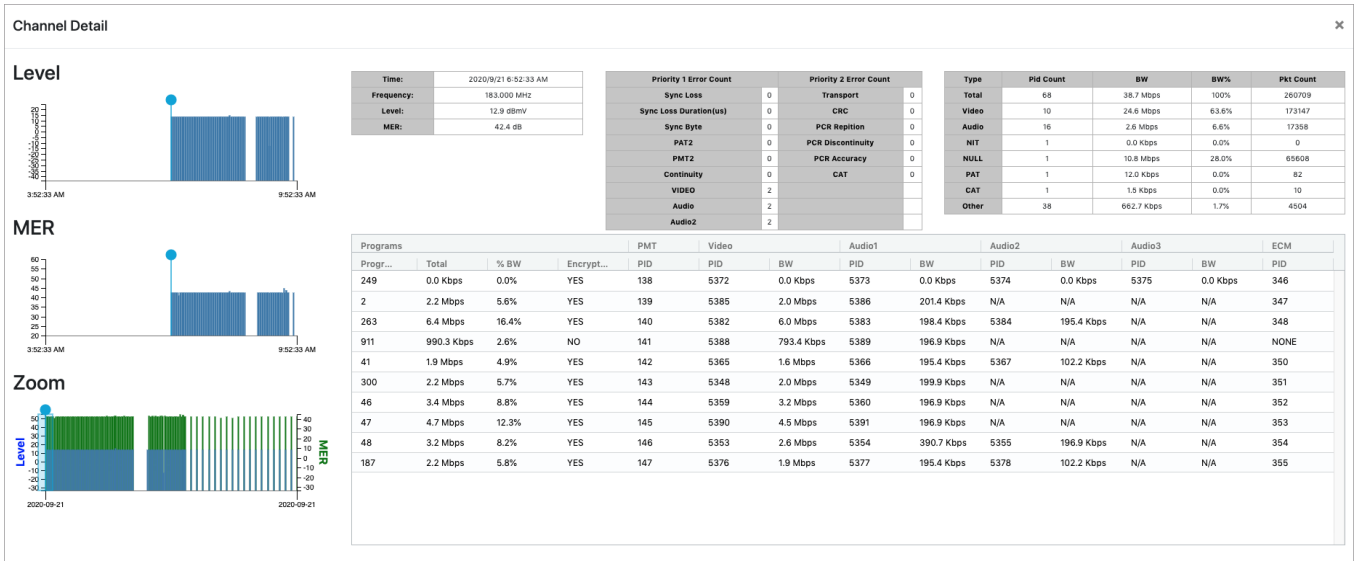 Channel Detail ×
Level
20
15
10
5
0
-5
-10
-15
-20
-25
-30
-35
-40
3:52:33 AM 9:52:33 AM
MER
60
55
50
45
40
35
30
25
20
3:52:33 AM 9:52:33 AM
Zoom
Level
50
40
30
20
10
0
-10
-20
-30
40
30
20
10
0
-10
-20
-30
MER
2020-09-21 2020-09-21
Time: 2020/9/21 6:52:33 AM
Frequency: 183.000 MHz
Level: 12.9 dBmV
MER: 42.4 dB
Priority 1 Error Count Priority 2 Error Count
Sync Loss 0 Transport 0
Sync Loss Duration(us) 0 CRC 0
Sync Byte 0 PCR Repition 0
PAT2 0 PCR Discontinuity 0
PMT2 0 PCR Accuracy 0
Continuity 0 CAT 0
VIDEO 2
Audio 2
Audio2 2
Type Pid Count BW BW% Pkt Count
Total 68 38.7 Mbps 100% 260709
Video 10 24.6 Mbps 63.6% 173147
Audio 16 2.6 Mbps 6.6% 17358
NIT 1 0.0 Kbps 0.0% 0
NULL 1 10.8 Mbps 28.0% 65608
PAT 1 12.0 Kbps 0.0% 82
CAT 1 1.5 Kbps 0.0% 10
Other 38 662.7 Kbps 1.7% 4504
Programs PMT Video Audio1 Audio2 Audio3 ECM
Progr... Total % BW Encrypt... PID PID BW PID BW PID BW PID BW PID
249 0.0 Kbps 0.0% YES 138 5372 0.0 Kbps 5373 0.0 Kbps 5374 0.0 Kbps 5375 0.0 Kbps 346
2 2.2 Mbps 5.6% YES 139 5385 2.0 Mbps 5386 201.4 Kbps N/A N/A N/A N/A 347
263 6.4 Mbps 16.4% YES 140 5382 6.0 Mbps 5383 198.4 Kbps 5384 195.4 Kbps N/A N/A 348
911 990.3 Kbps 2.6% NO 141 5388 793.4 Kbps 5389 196.9 Kbps N/A N/A N/A N/A NONE
41 1.9 Mbps 4.9% YES 142 5365 1.6 Mbps 5366 195.4 Kbps 5367 102.2 Kbps N/A N/A 350
300 2.2 Mbps 5.7% YES 143 5348 2.0 Mbps 5349 199.9 Kbps N/A N/A N/A N/A 351
46 3.4 Mbps 8.8% YES 144 5359 3.2 Mbps 5360 196.9 Kbps N/A N/A N/A N/A 352
47 4.7 Mbps 12.3% YES 145 5390 4.5 Mbps 5391 196.9 Kbps N/A N/A N/A N/A 353
48 3.2 Mbps 8.2% YES 146 5353 2.6 Mbps 5354 390.7 Kbps 5355 196.9 Kbps N/A N/A 354
187 2.2 Mbps 5.8% YES 147 5376 1.9 Mbps 5377 195.4 Kbps 5378 102.2 Kbps N/A N/A 355